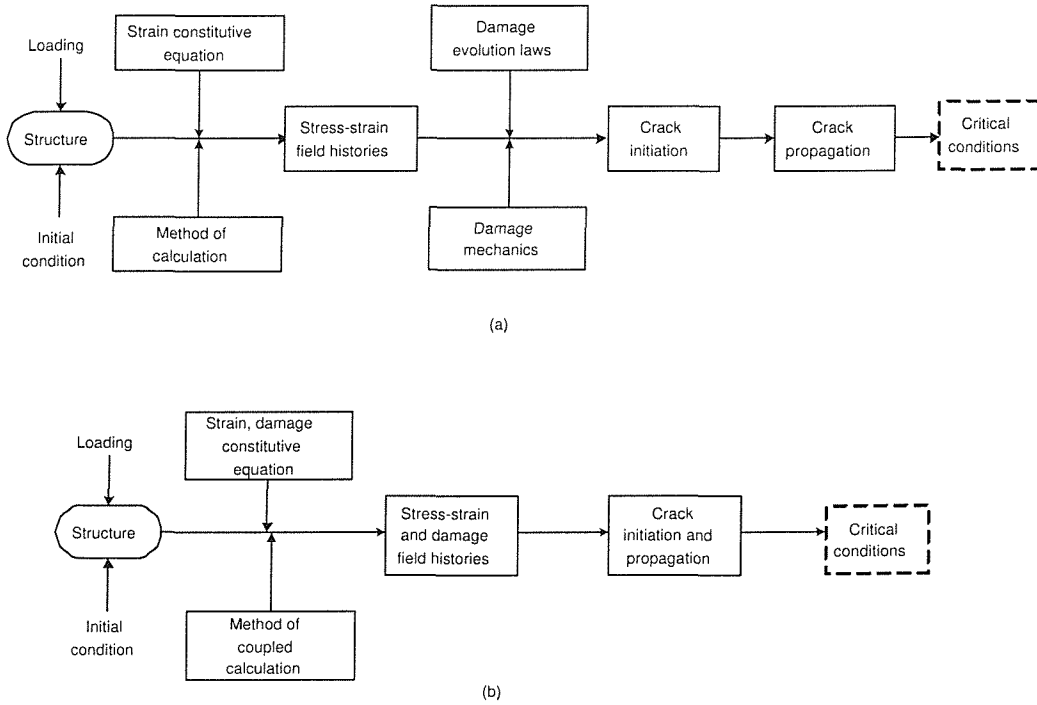 Loading
Structure
Initial
condition
Strain constitutive
equation
Method of
calculation
Stress-strain
field histories
Damage
evolution laws
Damage
mechanics
Crack
initiation
Crack
propagation
Critical
conditions
(a)
Loading
Structure
Initial
condition
Strain, damage
constitutive
equation
Method of
coupled
calculation
Stress-strain
and damage
field histories
Crack
initiation and
propagation
Critical
conditions
(b)